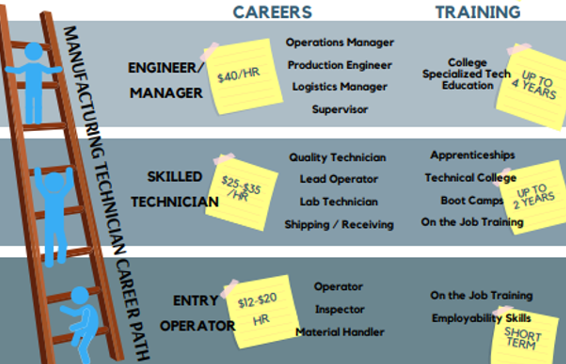 CAREERS
TRAINING
MANUFACTURING TECHNICIAN CAREER PATH
ENGINEER/
MANAGER
$40/HR
Operations Manager
Production Engineer
Logistics Manager
Supervisor
College
Specialized Tech
Education
UP TO
4 YEARS
SKILLED
TECHNICIAN
$25-$35
/HR
Quality Technician
Lead Operator
Lab Technician
Shipping / Receiving
Apprenticeships
Technical College
Boot Camps
On the Job Training
UP TO
2 YEARS
ENTRY
OPERATOR
$12-$20
HR
Operator
Inspector
Material Handler
On the Job Training
Employability Skills
SHORT
TERM